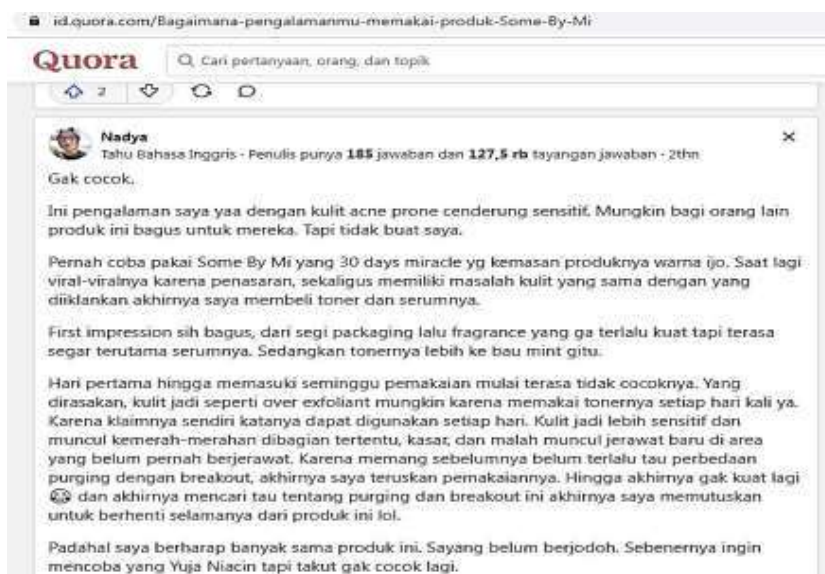 id.quora.com/Bagaimana-pengalamanmu-memakai-produk-Some-By-Mi
Quora Cari pertanyaan, orang, dan topik
2
Nadya
Tahu Bahasa Inggris - Penulis punya 185 jawaban dan 127,5 rb tayangan jawaban - 2thn
Gak cocok.
Ini pengalaman saya yaa dengan kulit acne prone cenderung sensitif. Mungkin bagi orang lain
produk ini bagus untuk mereka. Tapi tidak buat saya.
Pernah coba pakai Some By Mi yang 30 days miracle yg kemasan produknya warna ijo. Saat lagi
viral-viralnya karena penasaran, sekaligus memiliki masalah kulit yang sama dengan yang
diiklankan akhirnya saya membeli toner dan serumnya.
First impression sih bagus, dari segi packaging lalu fragrance yang ga terlalu kuat tapi terasa
segar terutama serumnya. Sedangkan tonernya lebih ke bau mint gitu.
Hari pertama hingga memasuki seminggu pemakaian mulai terasa tidak cocoknya. Yang
dirasakan, kulit jadi seperti over exfoliant mungkin karena memakai tonernya setiap hari kali ya.
Karena klaimnya sendiri katanya dapat digunakan setiap hari. Kulit jadi lebih sensitif dan
muncul kemerah-merahan dibagian tertentu, kasar, dan malah muncul jerawat baru di area
yang belum pernah berjerawat. Karena memang sebelumnya belum terlalu tau perbedaan
purging dengan breakout, akhirnya saya teruskan pemakaiannya. Hingga akhirnya gak kuat lagi
dan akhirnya mencari tau tentang purging dan breakout ini akhirnya saya memutuskan
untuk berhenti selamanya dari produk ini lol.
Padahal saya berharap banyak sama produk ini. Sayang belum berjodoh. Sebenernya ingin
mencoba yang Yuja Niacin tapi takut gak cocok lagi.